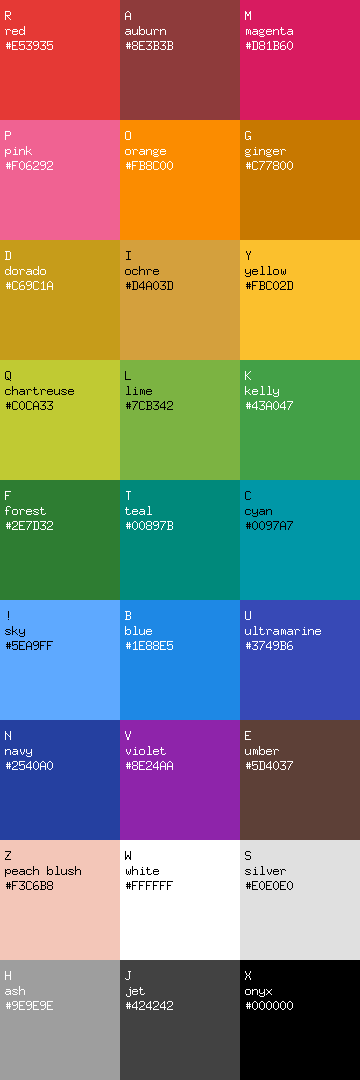 R
red
#E53935
A
auburn
#8E3B3B
M
magenta
#D81B60
P
pink
#F06292
O
orange
#FB8C00
G
ginger
#C77800
D
dorado
#C69C1A
I
ochre
#D4A03D
Y
yellow
#FBC02D
Q
chartreuse
#C0CA33
L
lime
#7CB342
K
kelly
#43A047
F
forest
#2E7D32
T
teal
#00897B
C
cyan
#0097A7
!
sky
#5EA9FF
B
blue
#1E88E5
U
ultramarine
#3749B6
N
navy
#2540A0
V
violet
#8E24AA
E
umber
#5D4037
Z
peach blush
#F3C6B8
W
white
#FFFFFF
S
silver
#E0E0E0
H
ash
#9E9E9E
J
jet
#424242
X
onyx
#000000